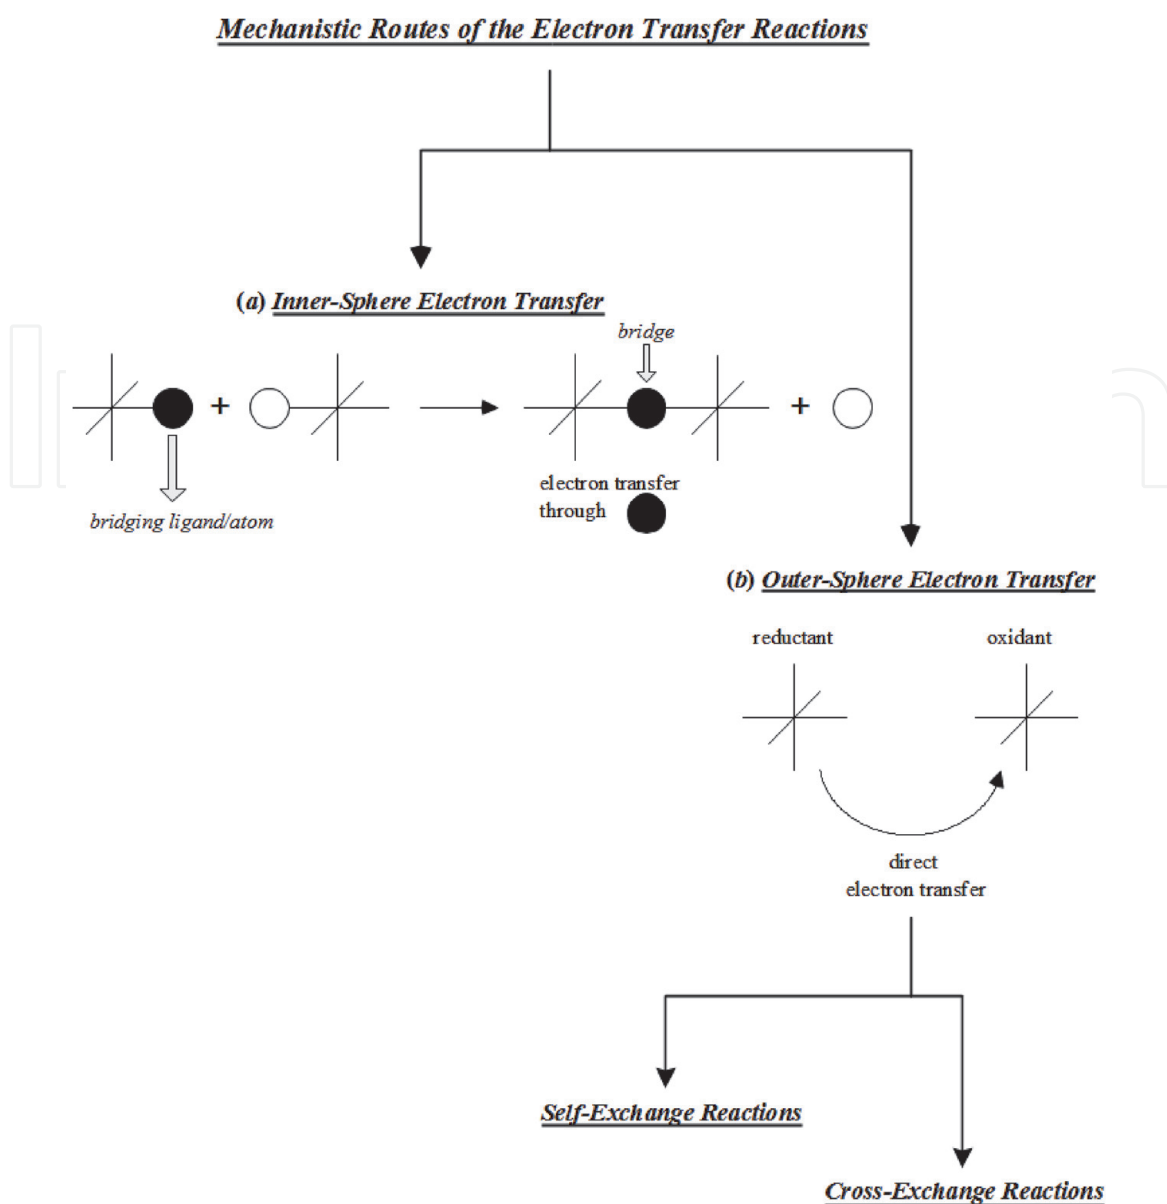 Mechanistic Routes of the Electron Transfer Reactions
(a) Inner-Sphere Electron Transfer
bridge
+
+
bridging ligand/atom
electron transfer
through
(b) Outer-Sphere Electron Transfer
reductant
oxidant
direct
electron transfer
Self-Exchange Reactions
Cross-Exchange Reactions